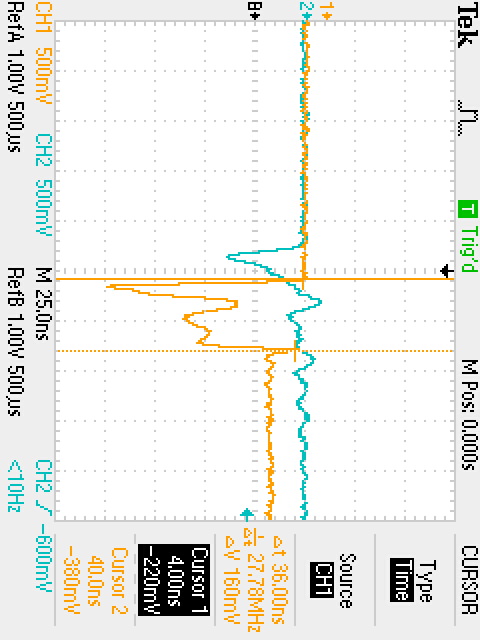 Tek T Trig'd M Pos: 0.000s CURSOR
Type
Time
Source
CH1
1
2
B
Δt 36.00ns
1/Δt 27.78MHz
ΔV 160mV
Cursor 1
4.00ns
-220mV
Cursor 2
40.0ns
-380mV
CH1 500mV CH2 500mV M 25.0ns CH2 -600mV
RefA 1.00V 500µs RefB 1.00V 500µs <10Hz